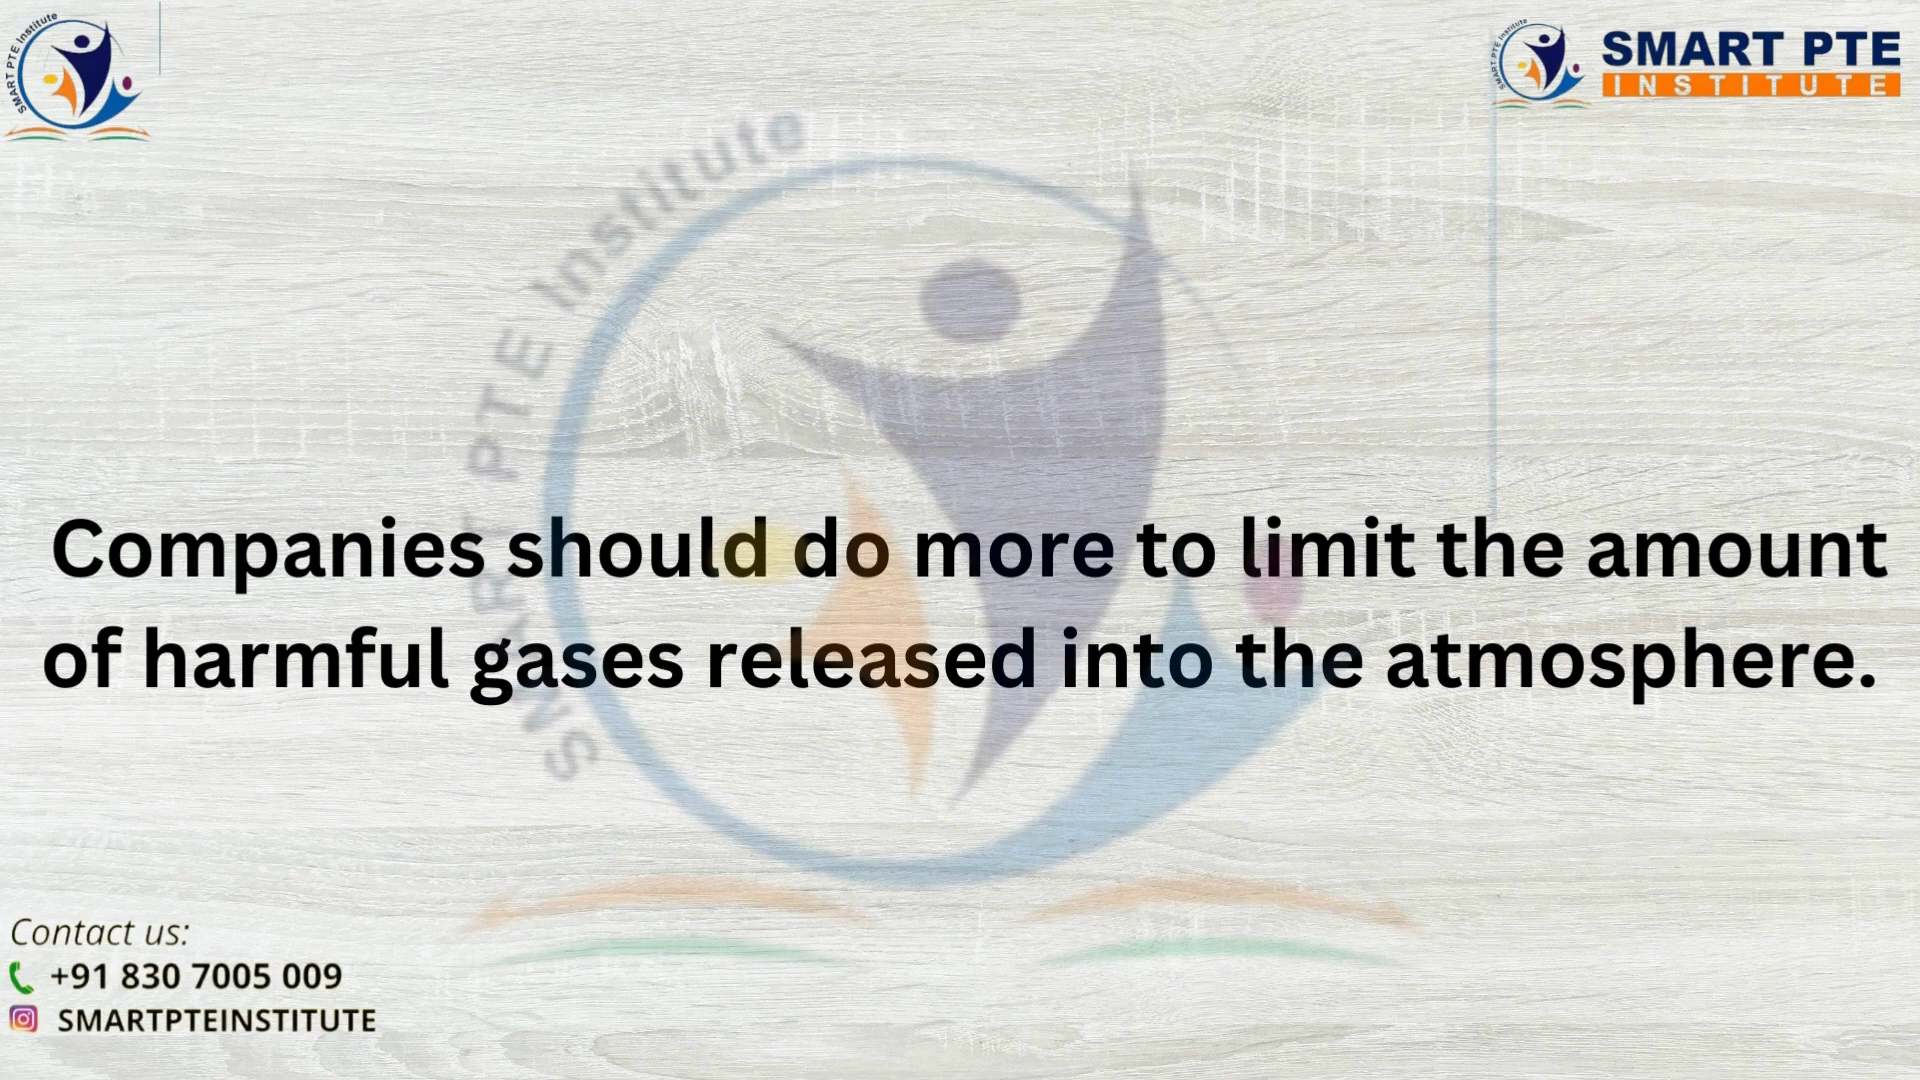 SMART PTE Institute
SMART PTE Institute
SMART PTE
INSTITUTE
SMART PTE Institute
Companies should do more to limit the amount
of harmful gases released into the atmosphere.
Contact us:
+91 830 7005 009
SMARTPTEINSTITUTE